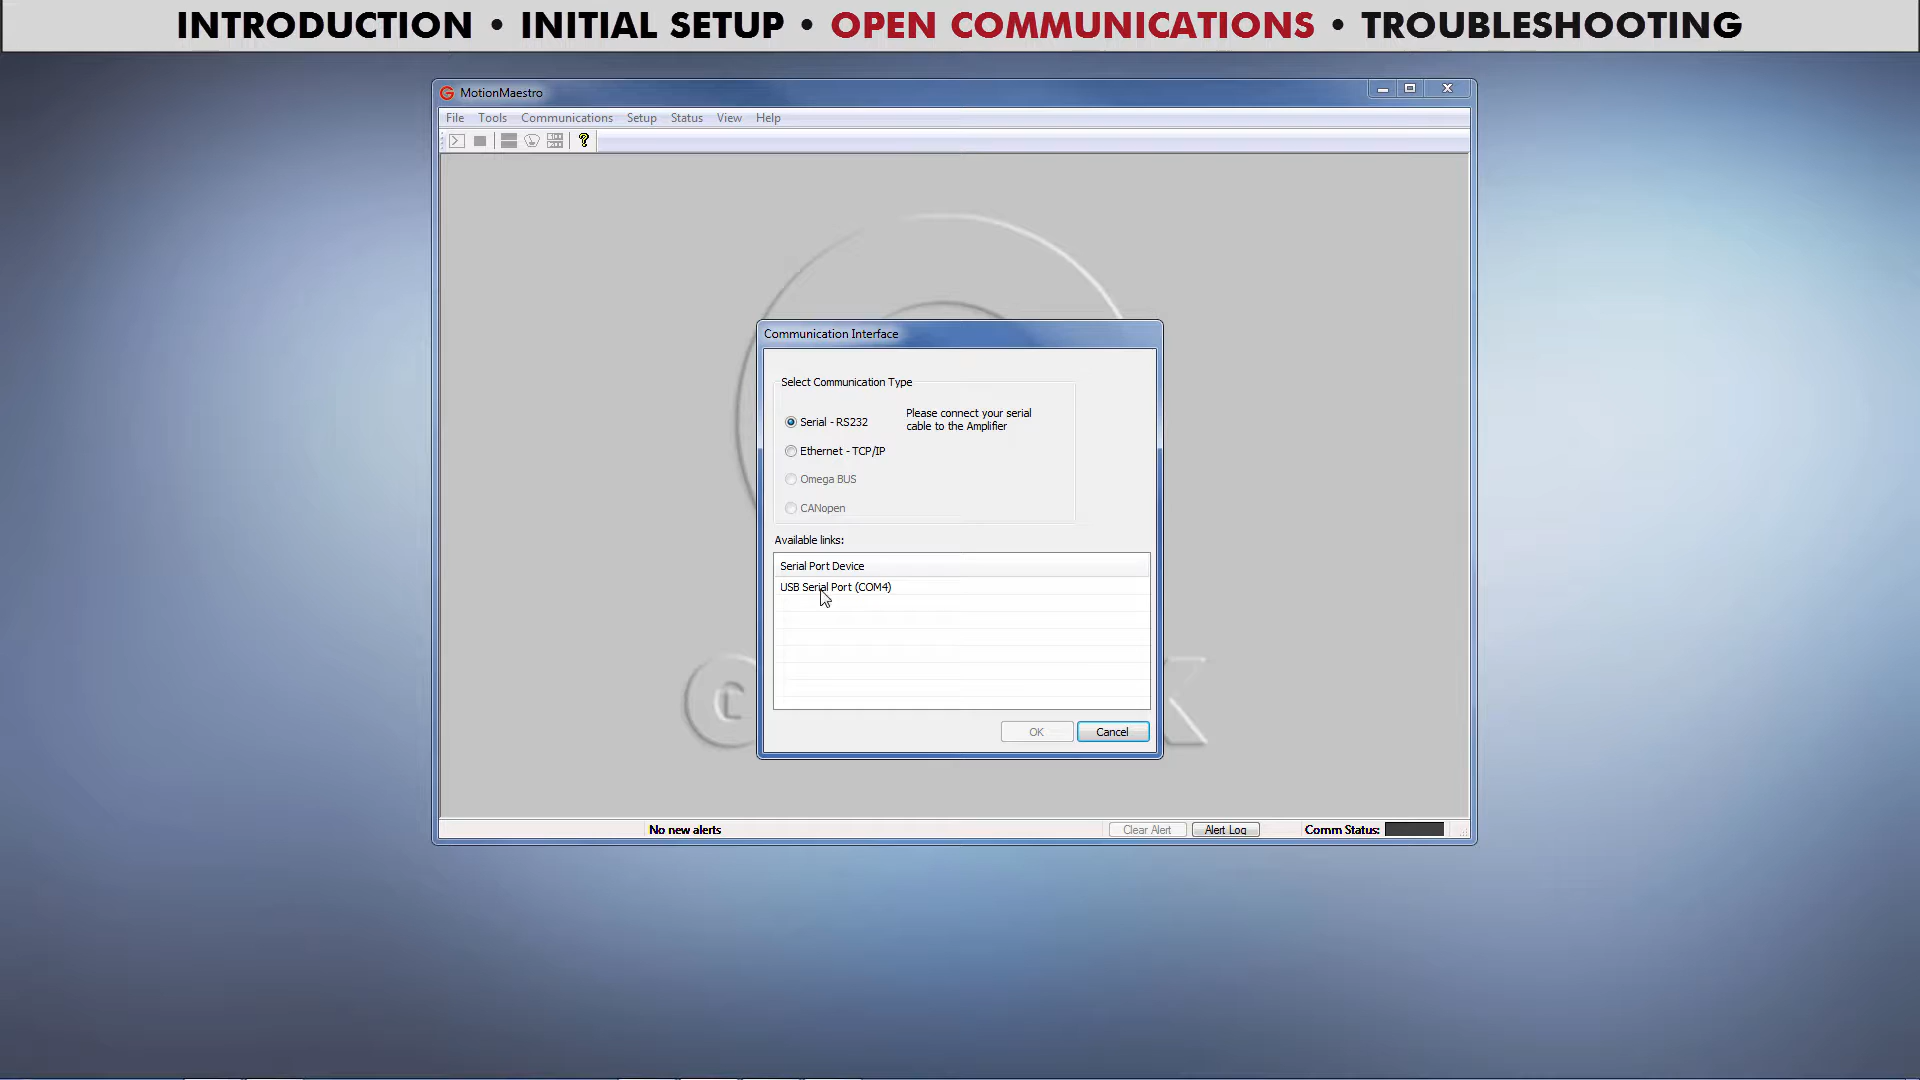 INTRODUCTION • INITIAL SETUP • OPEN COMMUNICATIONS • TROUBLESHOOTING
MotionMaestro
File Tools Communications Setup Status View Help
Communication Interface
Select Communication Type
Serial - RS232
Please connect your serial
cable to the Amplifier
Ethernet - TCP/IP
Omega BUS
CANopen
Available links:
Serial Port Device
USB Serial Port (COM4)
OK Cancel
No new alerts Clear Alert Alert Log Comm Status: